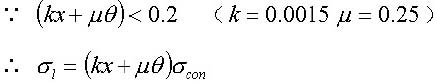 ∵ (kx+μθ)<0.2 （k=0.0015 μ=0.25）
∴ σ_l=(kx+μθ)σ_con